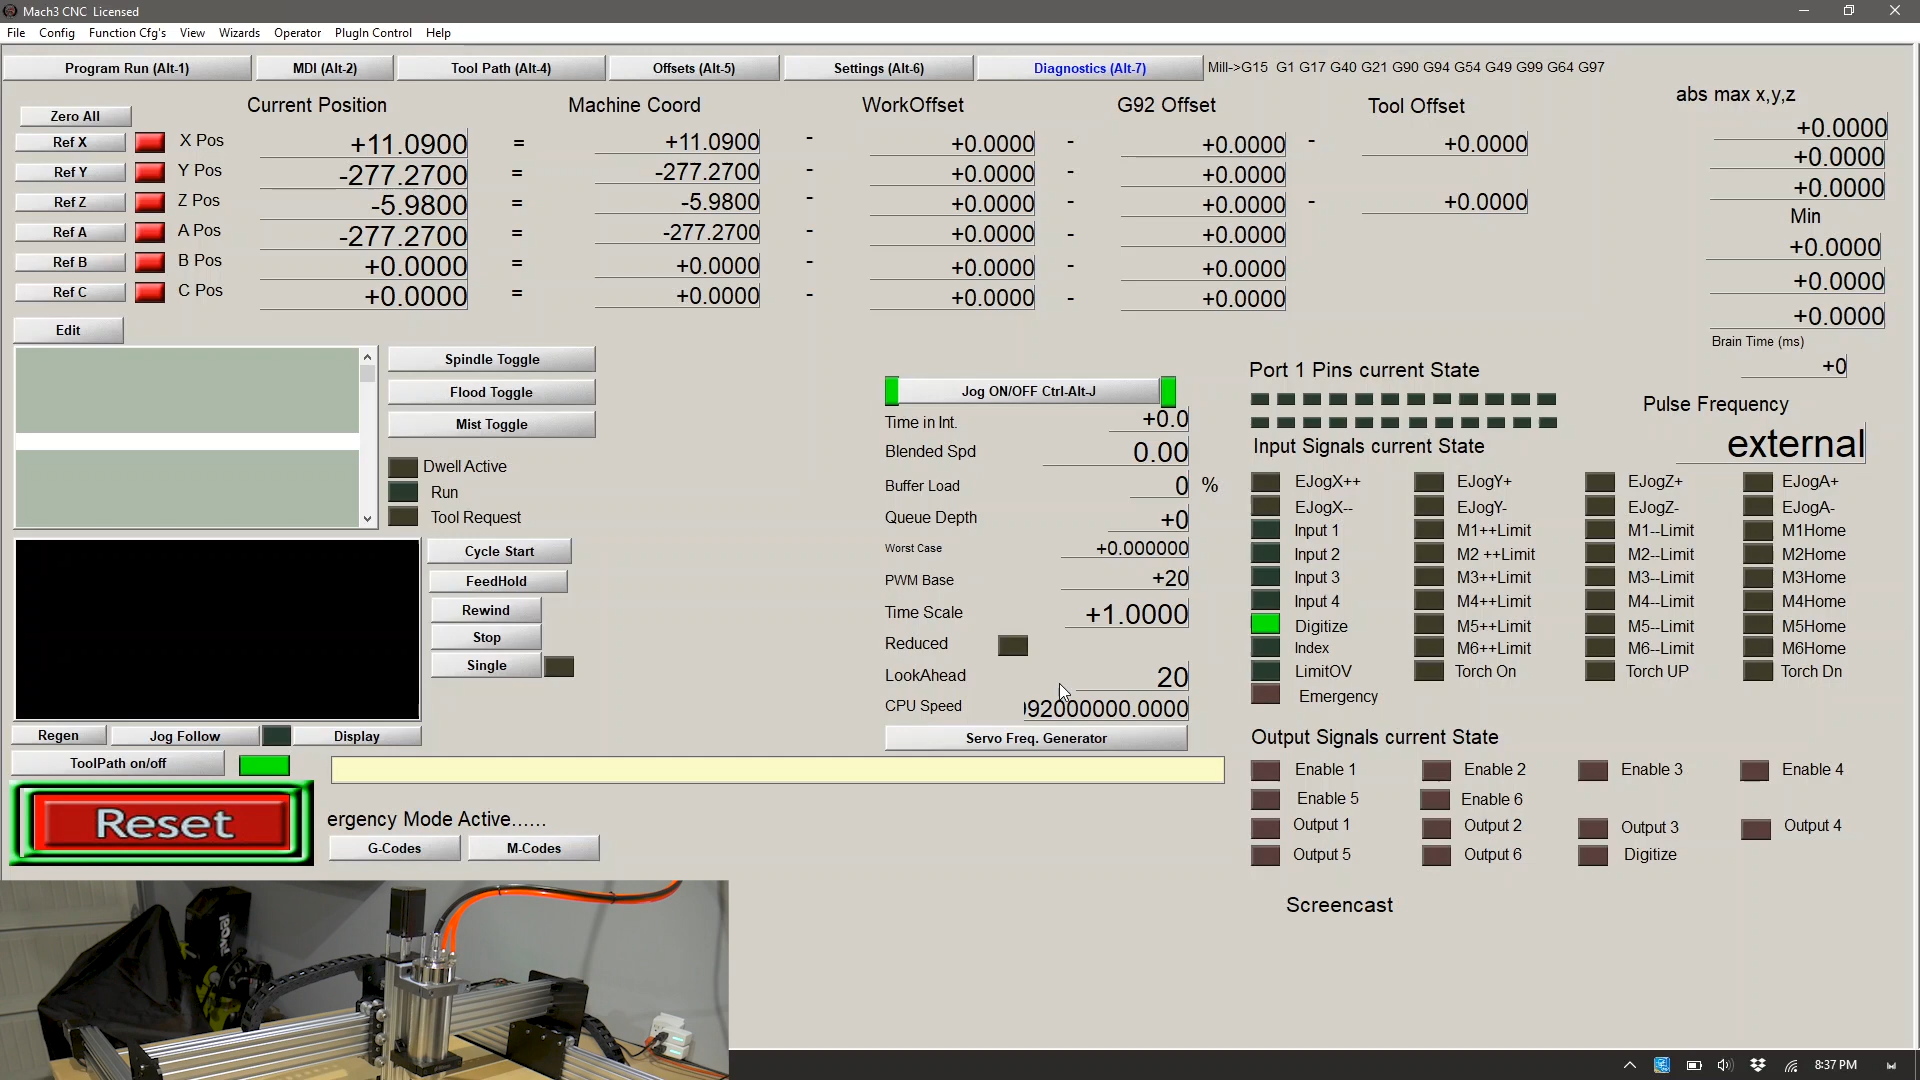 Mach3 CNC Licensed
File Config Function Cfg's View Wizards Operator PlugIn Control Help
Program Run (Alt-1) MDI (Alt-2) Tool Path (Alt-4) Offsets (Alt-5) Settings (Alt-6) Diagnostics (Alt-7) Mill->G15 G1 G17 G40 G21 G90 G94 G54 G49 G99 G64 G97
Zero All Current Position Machine Coord WorkOffset G92 Offset Tool Offset abs max x,y,z
Ref X X Pos +11.0900 = +11.0900 - +0.0000 - +0.0000 - +0.0000 +0.0000
Ref Y Y Pos -277.2700 = -277.2700 - +0.0000 - +0.0000 +0.0000
Ref Z Z Pos -5.9800 = -5.9800 - +0.0000 - +0.0000 - +0.0000 +0.0000
Min
Ref A A Pos -277.2700 = -277.2700 - +0.0000 - +0.0000 +0.0000
Ref B B Pos +0.0000 = +0.0000 - +0.0000 - +0.0000 +0.0000
Ref C C Pos +0.0000 = +0.0000 - +0.0000 - +0.0000 +0.0000
Brain Time (ms)
+0
Edit
Spindle Toggle
Flood Toggle
Mist Toggle
Dwell Active
Run
Tool Request
Cycle Start
FeedHold
Rewind
Stop
Single
Regen Jog Follow Display
ToolPath on/off
Reset
ergency Mode Active......
G-Codes M-Codes
Jog ON/OFF Ctrl-Alt-J
Time in Int. +0.0
Blended Spd 0.00
Buffer Load 0 %
Queue Depth +0
Worst Case +0.000000
PWM Base +20
Time Scale +1.0000
Reduced
LookAhead 20
CPU Speed 92000000.0000
Servo Freq. Generator
Port 1 Pins current State
Pulse Frequency
external
Input Signals current State
EJogX++ EJogY+ EJogZ+ EJogA+
EJogX-- EJogY- EJogZ- EJogA-
Input 1 M1++Limit M1--Limit M1Home
Input 2 M2 ++Limit M2--Limit M2Home
Input 3 M3++Limit M3--Limit M3Home
Input 4 M4++Limit M4--Limit M4Home
Digitize M5++Limit M5--Limit M5Home
Index M6++Limit M6--Limit M6Home
LimitOV Torch On Torch UP Torch Dn
Emergency
Output Signals current State
Enable 1 Enable 2 Enable 3 Enable 4
Enable 5 Enable 6
Output 1 Output 2 Output 3 Output 4
Output 5 Output 6 Digitize
Screencast
8:37 PM